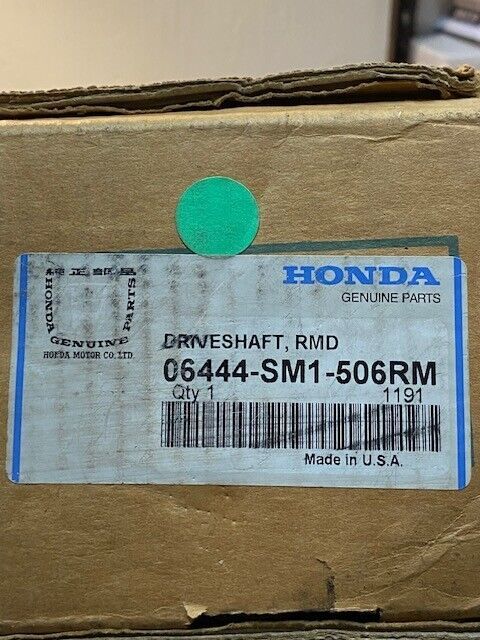 純正部品
HONDA
GENUINE
PARTS
HONDA MOTOR CO., LTD.
HONDA
GENUINE PARTS
DRIVESHAFT, RMD
06444-SM1-506RM
Qty 1 1191
Made in U.S.A.